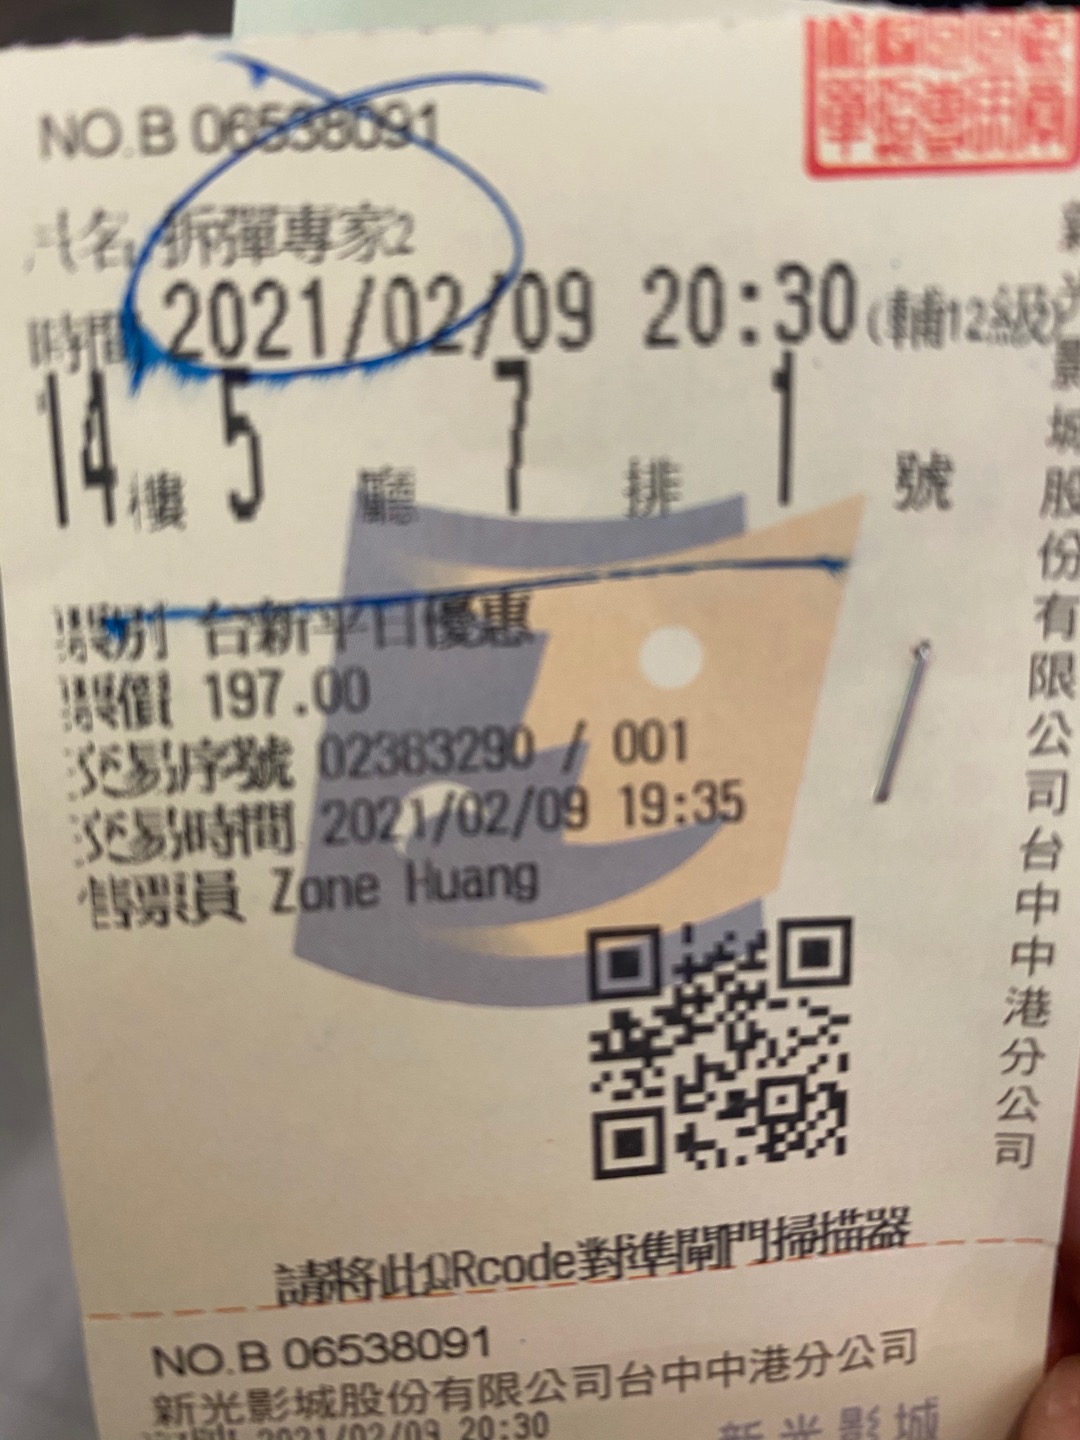 NO.B 06538091
片名 拆彈專家2
時間 2021/02/09 20:30 (輔12級)
14 樓 5 廳 7 排 1 號
票別 台新平日優惠
票價 197.00
交易序號 02383290 / 001
交易時間 2021/02/09 19:35
售票員 Zone Huang
請將此QRcode對準閘門掃描器
新光影城股份有限公司台中中港分公司
NO.B 06538091
新光影城股份有限公司台中中港分公司
2021/02/09 20:30
新光影城